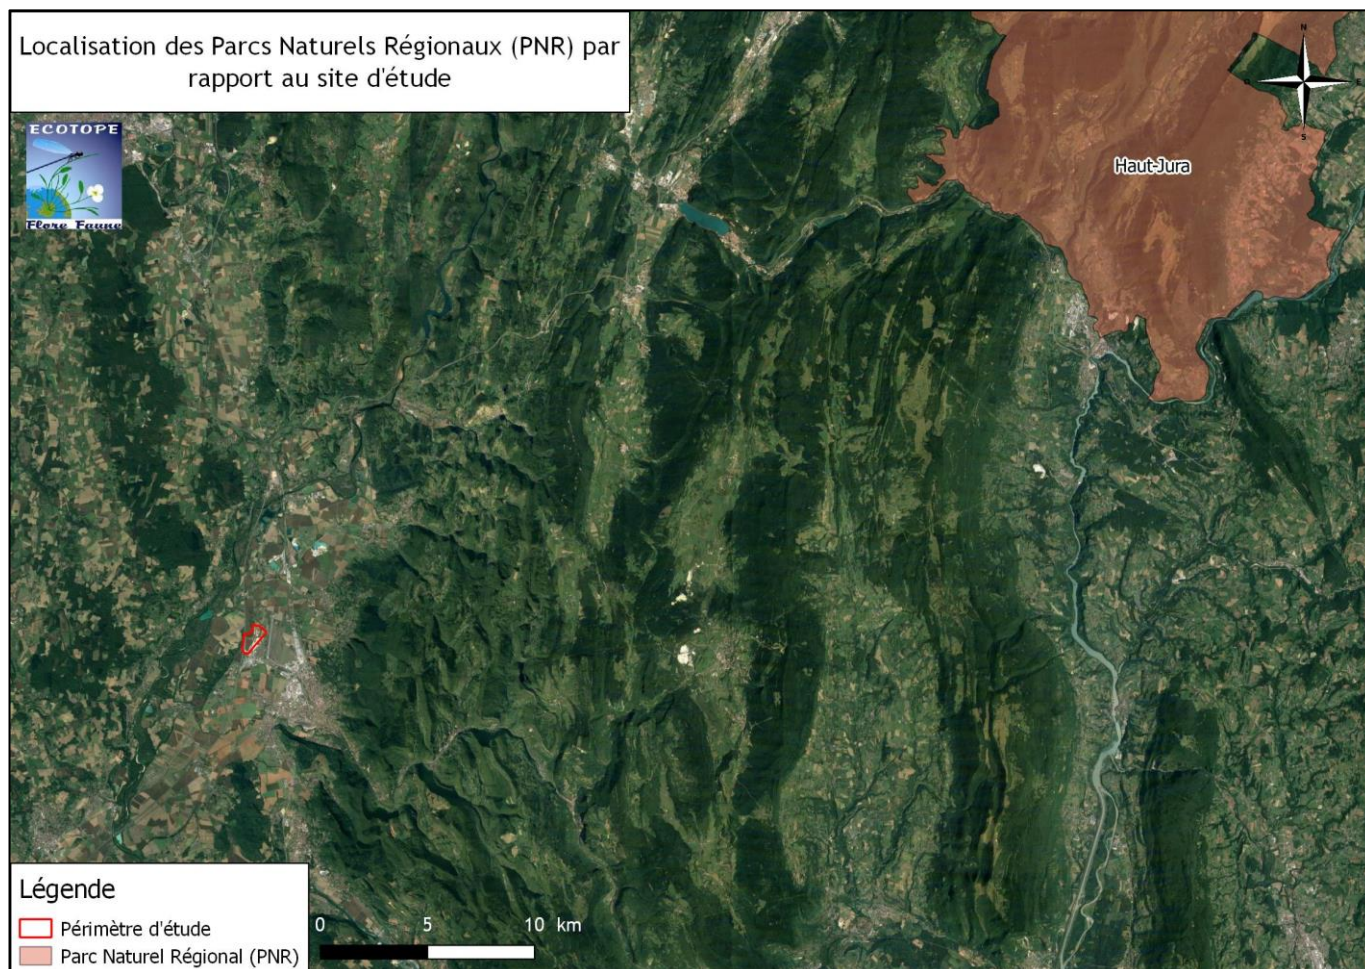 Localisation des Parcs Naturels Régionaux (PNR) par
rapport au site d'étude
ECOTOPE
Flore Faune
N
S
Haut-Jura
Légende
Périmètre d'étude
Parc Naturel Régional (PNR)
0 5 10 km